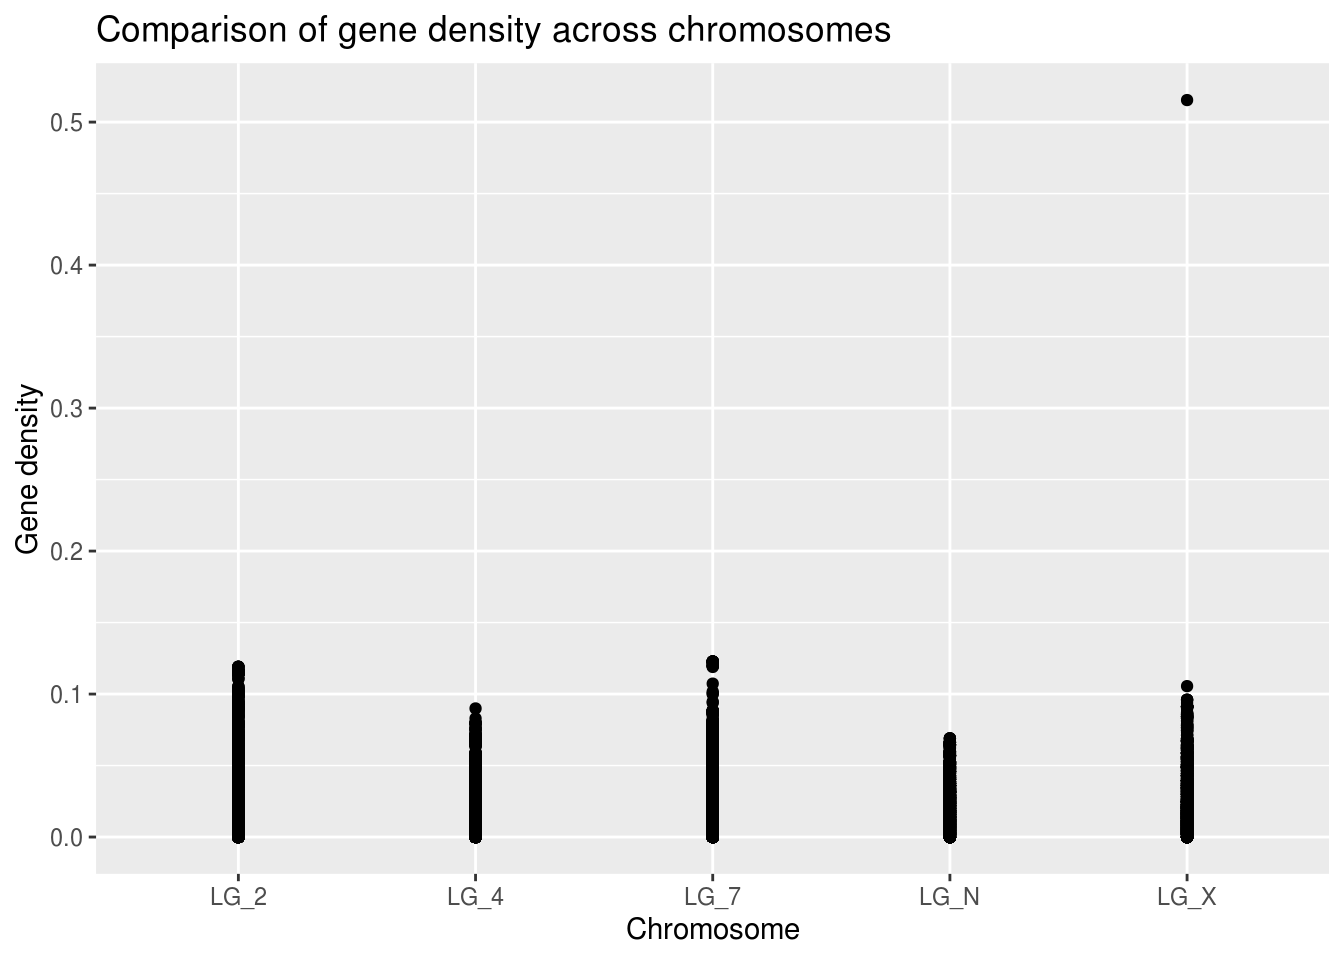 Comparison of gene density across chromosomes
0.5
0.4
0.3
0.2
0.1
0.0
Gene density
LG_2 LG_4 LG_7 LG_N LG_X
Chromosome